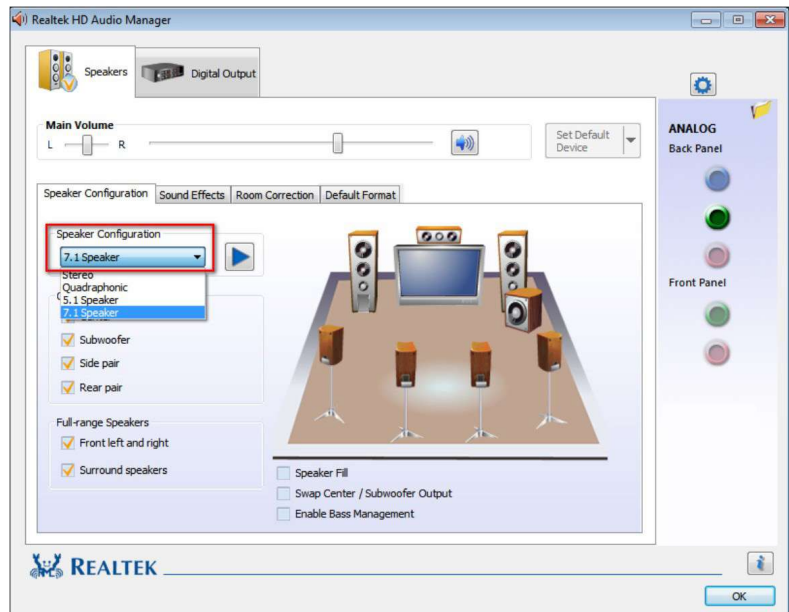 Realtek HD Audio Manager
Speakers
Digital Output
Main Volume
L R
Set Default
Device
ANALOG
Back Panel
Speaker Configuration Sound Effects Room Correction Default Format
Speaker Configuration
7.1 Speaker
Stereo
Quadraphonic
5.1 Speaker
7.1 Speaker
Subwoofer
Side pair
Rear pair
Front Panel
Full-range Speakers
Front left and right
Surround speakers
Speaker Fill
Swap Center / Subwoofer Output
Enable Bass Management
REALTEK
OK